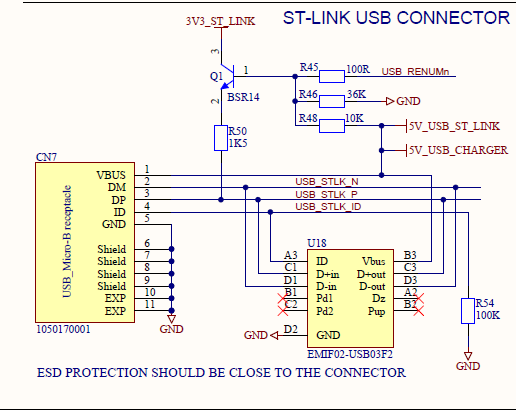 3V3_ST_LINK
ST-LINK USB CONNECTOR
3
Q1
1
R45
100R
USB_RENUMn
BSR14
R46
36K
GND
2
R48
10K
5V_USB_ST_LINK
R50
1K5
5V_USB_CHARGER
CN7
VBUS 1
DM 2
USB_STLK_N
DP 3
USB_STLK_P
ID 4
USB_STLK_ID
GND 5
USB_Micro-B receptacle
Shield 6
Shield 7
Shield 8
Shield 9
EXP 10
EXP 11
1050170001
GND
U18
A3 ID Vbus B3
C1 D+in D+out C3
D1 D-in D-out D3
B1 Pd1 Dz A2
C2 Pd2 Pup B2
GND D2 GND
EMIF02-USB03F2
R54
100K
GND
ESD PROTECTION SHOULD BE CLOSE TO THE CONNECTOR